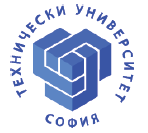 ТЕХНИЧЕСКИ УНИВЕРСИТЕТ
СОФИЯ